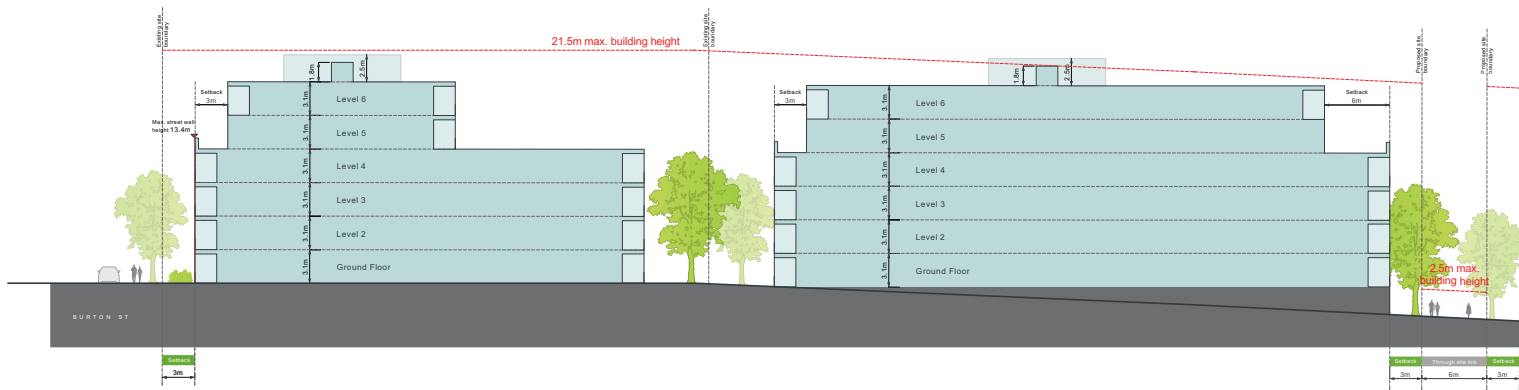 Existing site
boundary
21.5m max. building height
Existing site
boundary
Proposed site
boundary
Proposed site
boundary
1.8m
2.5m
1.8m
2.5m
Setback
3m
3.1m
Level 6
Setback
3m
3.1m
Level 6
Setback
6m
Max. street wall
height 13.4m
3.1m
Level 5
3.1m
Level 5
3.1m
Level 4
3.1m
Level 4
3.1m
Level 3
3.1m
Level 3
3.1m
Level 2
3.1m
Level 2
3.1m
Ground Floor
3.1m
Ground Floor
2.5m max.
building height
BURTON ST
Setback
3m
Setback
Through site link
Setback
3m
6m
3m